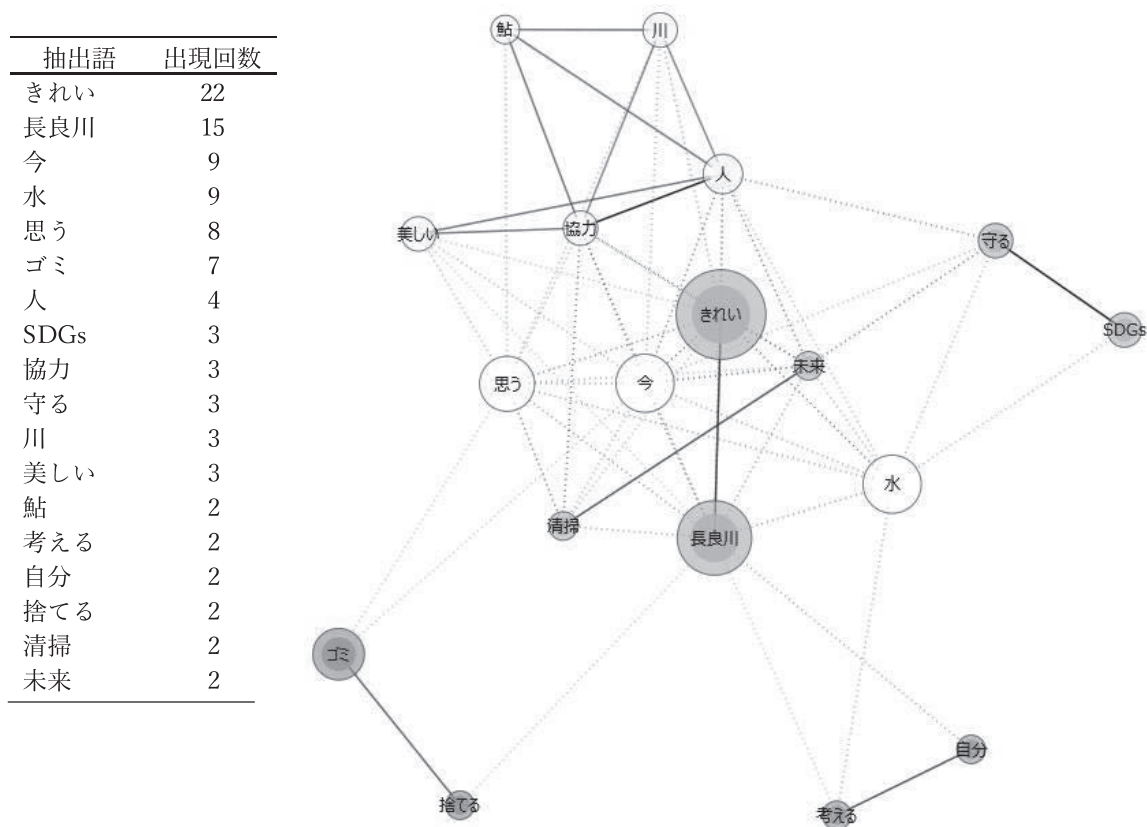 抽出語 出現回数
きれい 22
長良川 15
今 9
水 9
思う 8
ゴミ 7
人 4
SDGs 3
協力 3
守る 3
川 3
美しい 3
鮎 2
考える 2
自分 2
捨てる 2
清掃 2
未来 2
鮎 川
人
美しい 協力 守る
きれい SDGs
思う 今 未来
水
清掃 長良川
ゴミ
自分
捨てる 考える